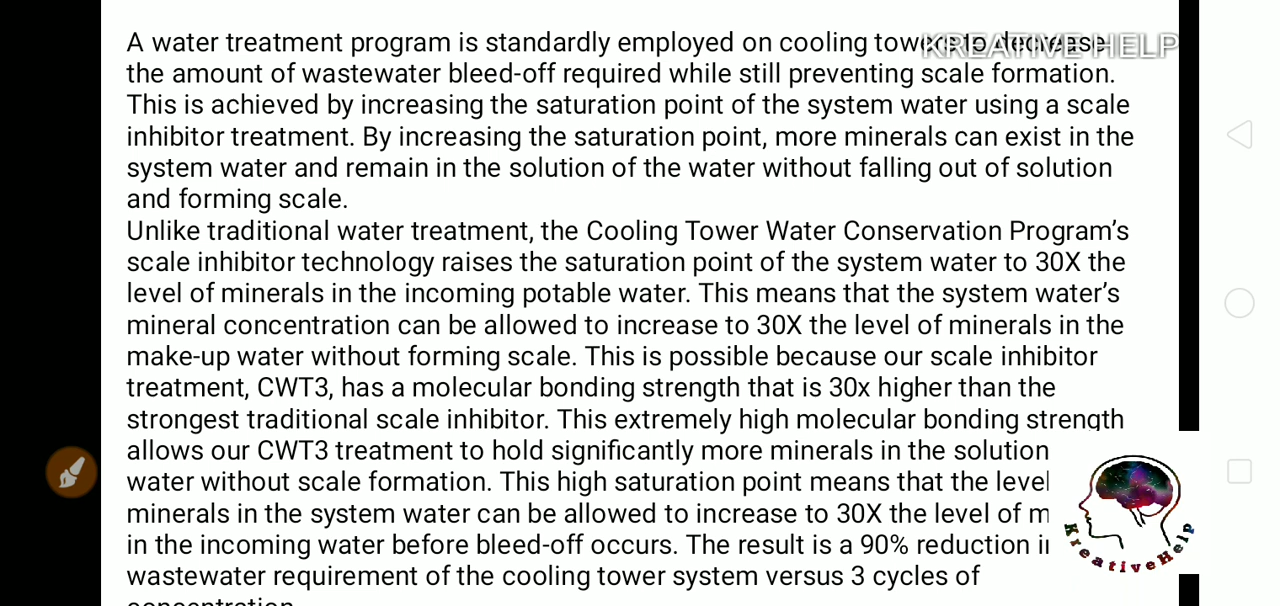 A water treatment program is standardly employed on cooling towers to decrease
KREATIVE HELP
the amount of wastewater bleed-off required while still preventing scale formation.
This is achieved by increasing the saturation point of the system water using a scale
inhibitor treatment. By increasing the saturation point, more minerals can exist in the
system water and remain in the solution of the water without falling out of solution
and forming scale.
Unlike traditional water treatment, the Cooling Tower Water Conservation Program’s
scale inhibitor technology raises the saturation point of the system water to 30X the
level of minerals in the incoming potable water. This means that the system water’s
mineral concentration can be allowed to increase to 30X the level of minerals in the
make-up water without forming scale. This is possible because our scale inhibitor
treatment, CWT3, has a molecular bonding strength that is 30x higher than the
strongest traditional scale inhibitor. This extremely high molecular bonding strength
allows our CWT3 treatment to hold significantly more minerals in the solution
water without scale formation. This high saturation point means that the level
minerals in the system water can be allowed to increase to 30X the level of m
in the incoming water before bleed-off occurs. The result is a 90% reduction i
wastewater requirement of the cooling tower system versus 3 cycles of
concentration
KreativeHelp